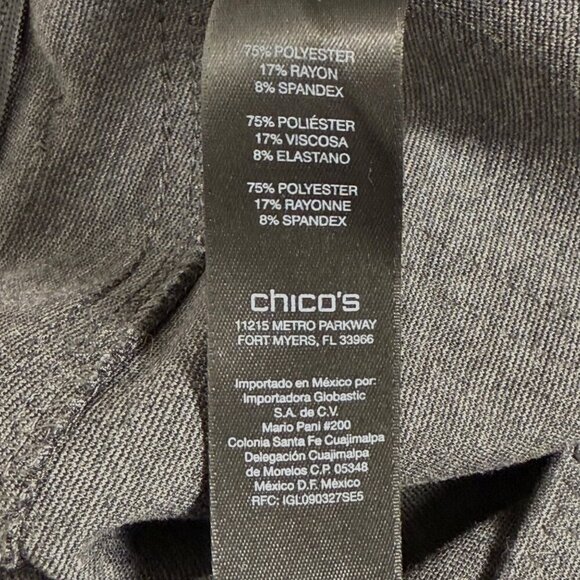 75% POLYESTER
17% RAYON
8% SPANDEX
75% POLIÉSTER
17% VISCOSA
8% ELASTANO
75% POLYESTER
17% RAYONNE
8% SPANDEX
chico's
11215 METRO PARKWAY
FORT MYERS, FL 33966
Importado en México por:
Importadora Globastic
S.A. de C.V.
Mario Pani #200
Colonia Santa Fe Cuajimalpa
Delegación Cuajimalpa
de Morelos C.P. 05348
México D.F. México
RFC: IGL090327SE5